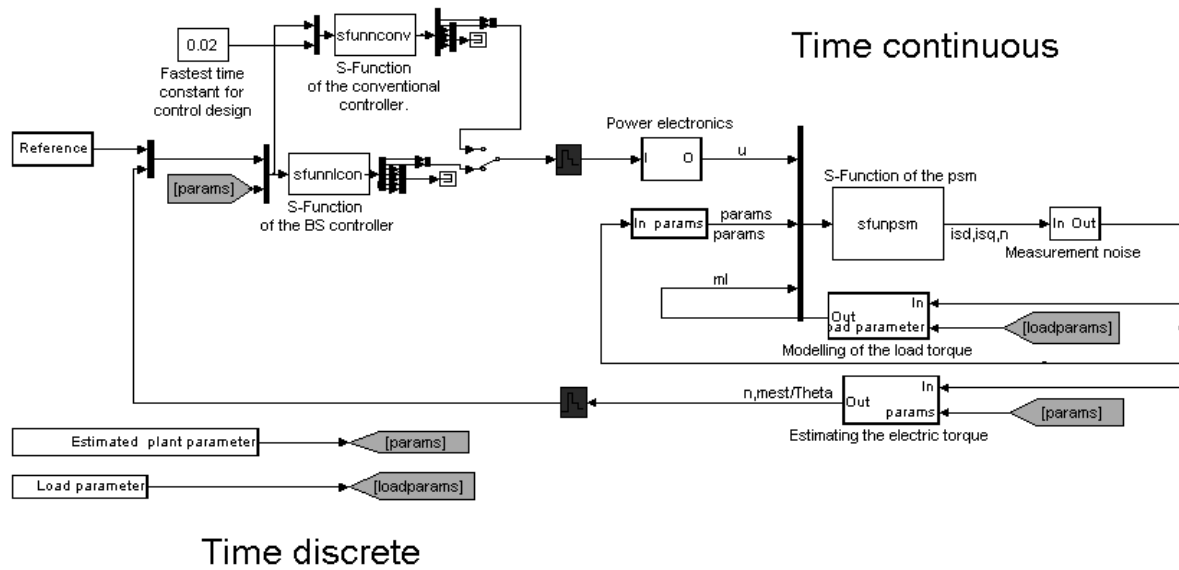 Time continuous
0.02
Fastest time
constant for
control design
sfunnconv
S-Function
of the conventional
controller.
Reference
[params]
sfunnlcon
S-Function
of the BS controller
Power electronics
I O
u
In params
params
params
S-Function of the psm
sfunpsm
isd,isq,n
In Out
Measurement noise
ml
In
Out
oad parameter
[loadparams]
Modelling of the load torque
n,mest/Theta
In
Out
params
[params]
Estimating the electric torque
Estimated plant parameter
[params]
Load parameter
[loadparams]
Time discrete